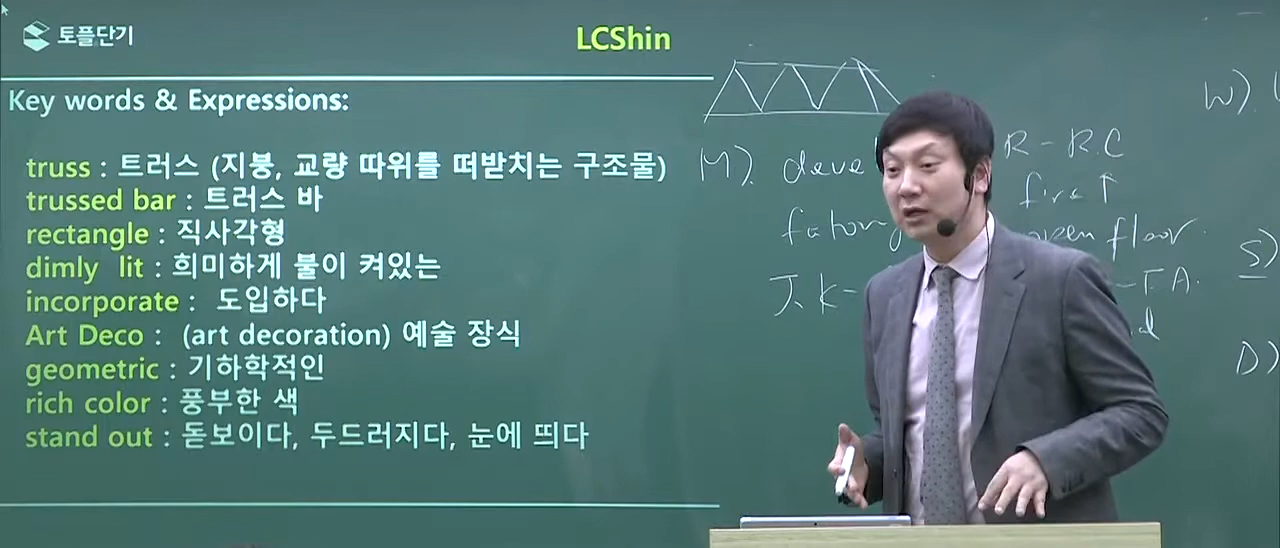 토플단기
LCShin
Key words & Expressions:
truss : 트러스 (지붕, 교량 따위를 떠받치는 구조물)
trussed bar : 트러스 바
rectangle : 직사각형
dimly lit : 희미하게 불이 켜있는
incorporate : 도입하다
Art Deco : (art decoration) 예술 장식
geometric : 기하학적인
rich color : 풍부한 색
stand out : 돋보이다, 두드러지다, 눈에 띄다
M). deve
R - R.C
fire ↑
open floor
J. K-
- F.A.
W).
S)
D)